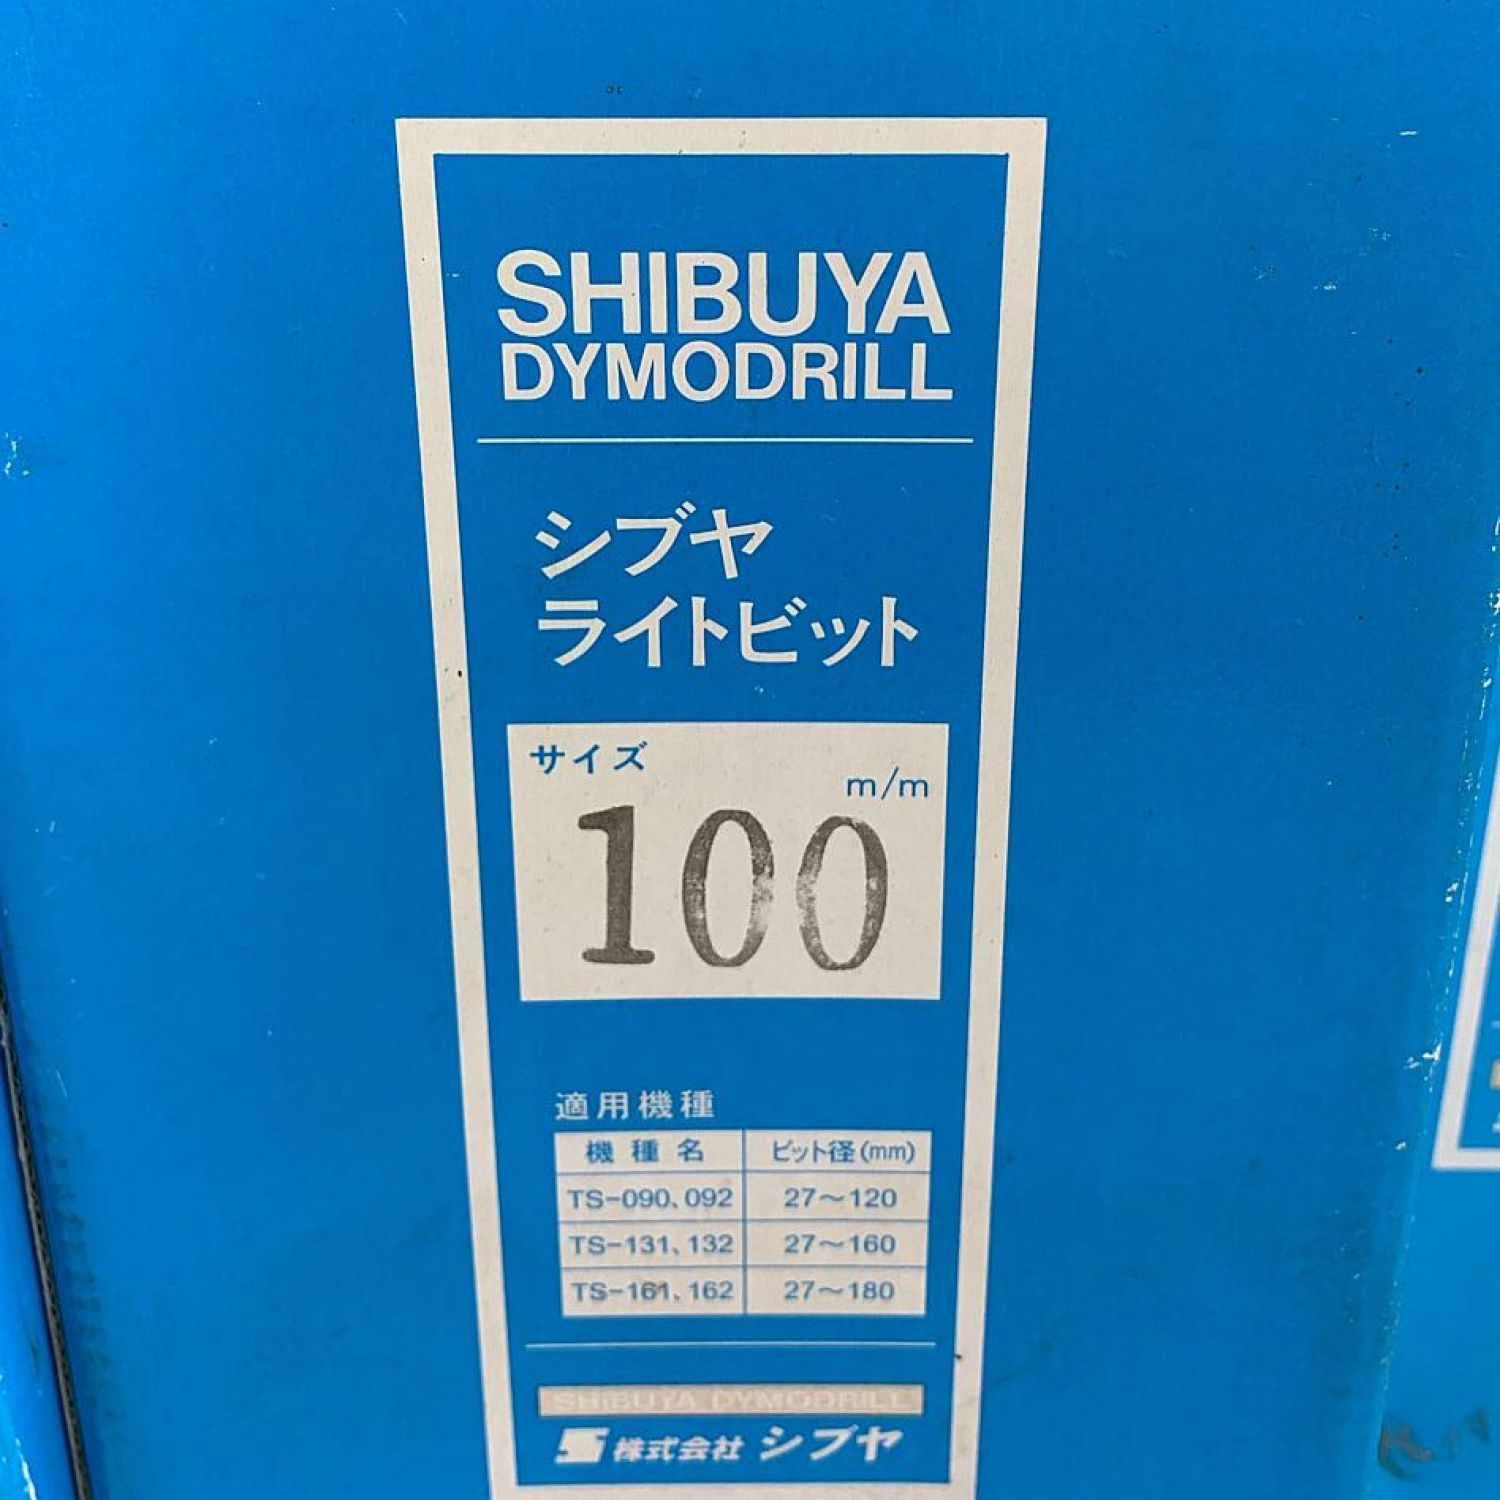 SHIBUYA
DYMODRILL
シブヤ
ライトビット
サイズ
m/m
100
適用機種
機種名 ビット径(mm)
TS-090、092 27〜120
TS-131、132 27〜160
TS-161、162 27〜180
SHIBUYA DYMODRILL
株式会社 シブヤ